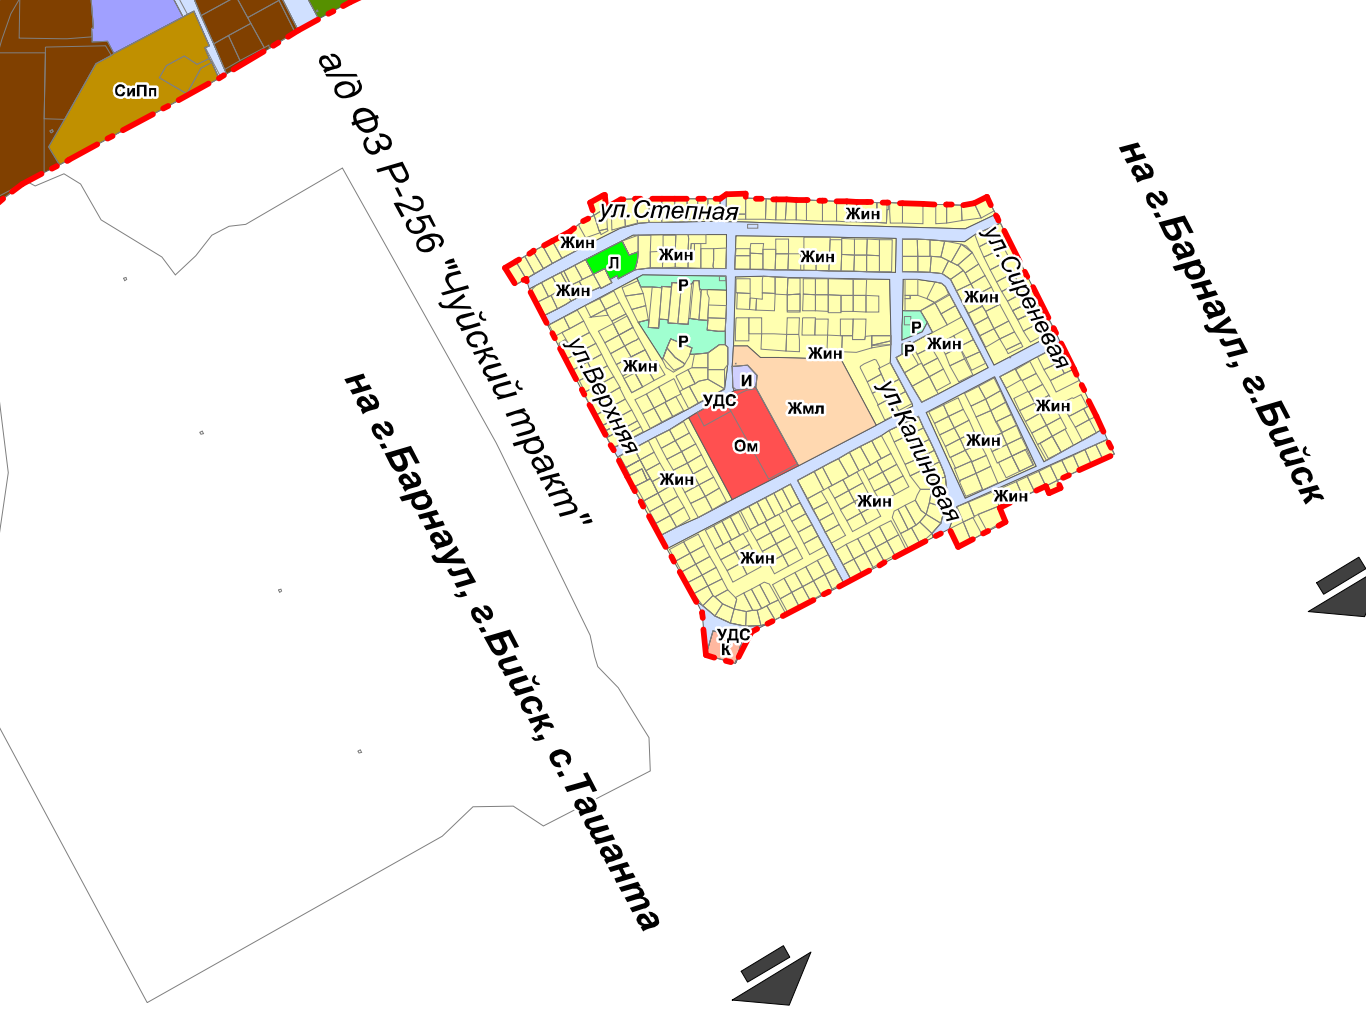 СиПп
а/д ФЗ Р-256 "Чуйский тракт"
на г.Барнаул, г.Бийск
на г.Барнаул, г.Бийск, с.Ташанта
ул.Степная
Жин
Жин
Жин
Жин
Л
Жин
Р
ул.Сиреневая
Жин
Р
Р
Жин
Р
Жин
Жин
ул.Верхняя
И
УДС
Жмл
ул.Калиновая
Жин
Жин
Ом
Жин
Жин
Жин
Жин
УДС
К